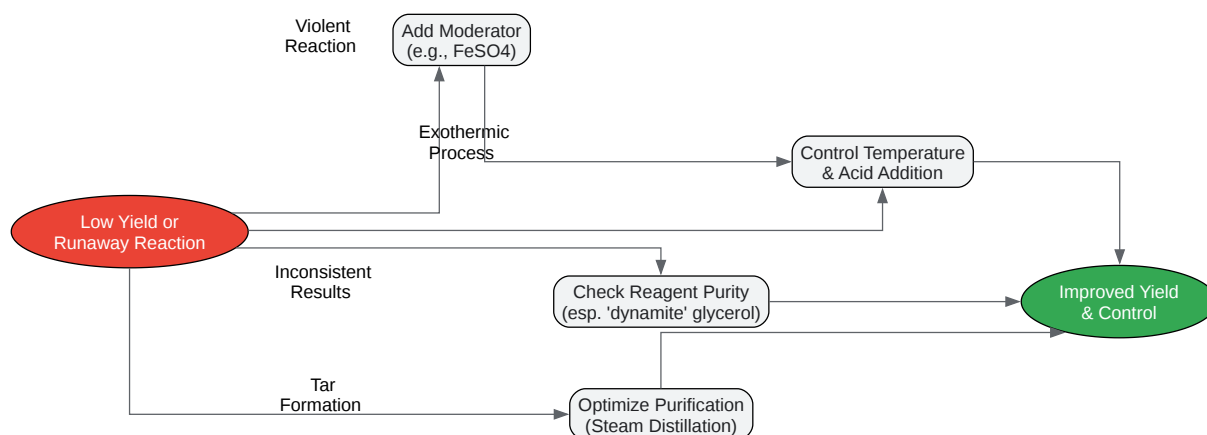 Violent
Reaction
Add Moderator
(e.g., FeSO4)
Exothermic
Process
Control Temperature
& Acid Addition
Low Yield or
Runaway Reaction
Inconsistent
Results
Check Reagent Purity
(esp. 'dynamite' glycerol)
Improved Yield
& Control
Tar
Formation
Optimize Purification
(Steam Distillation)